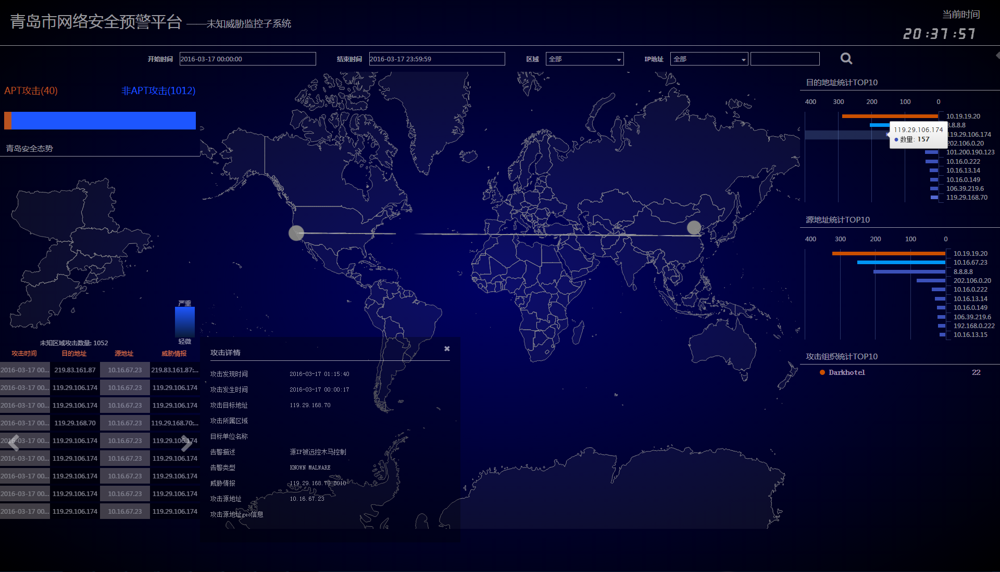 青岛市网络安全预警平台 ——未知威胁监控子系统
当前时间
20:37:57
开始时间 2016-03-17 00:00:00 结束时间 2016-03-17 23:59:59 区域 全部 IP地址 全部
APT攻击(40) 非APT攻击(1012)
青岛安全态势
严重
轻微
未知区域攻击数量: 1052
攻击时间 目的地址 源地址 威胁情报
2016-03-17 00... 219.83.161.87 10.16.67.23 219.83.161.87:...
2016-03-17 00... 119.29.106.174 10.16.67.23 119.29.106.174
2016-03-17 00... 119.29.106.174 10.16.67.23 119.29.106.174
2016-03-17 00... 119.29.168.70 10.16.67.23 119.29.168.70:...
2016-03-17 00... 119.29.106.174 10.16.67.23 119.29.106.174
2016-03-17 00... 119.29.106.174 10.16.67.23 119.29.106.174
2016-03-17 00... 119.29.106.174 10.16.67.23 119.29.106.174
2016-03-17 00... 119.29.106.174 10.16.67.23 119.29.106.174
2016-03-17 00... 119.29.106.174 10.16.67.23 119.29.106.174
攻击详情
攻击发现时间 2016-03-17 01:15:40
攻击发生时间 2016-03-17 00:00:17
攻击目标地址 119.29.168.70
攻击所属区域
目标单位名称
告警描述 源IP被远控木马控制
告警类型 KNOWN MALWARE
威胁情报 119.29.168.70:8010
攻击源地址 10.16.67.23
攻击源地址geo信息
目的地址统计TOP10
400 300 200 100 0
10.19.19.20
8.8.8.8
119.29.106.174
202.106.0.20
101.200.190.123
10.16.0.222
10.16.13.14
10.16.0.149
106.39.219.6
119.29.168.70
119.29.106.174
数量: 157
源地址统计TOP10
400 300 200 100 0
10.19.19.20
10.16.67.23
8.8.8.8
202.106.0.20
10.16.0.222
10.16.13.14
10.16.0.149
106.39.219.6
192.168.0.222
10.16.13.15
攻击组织统计TOP10
Darkhotel 22